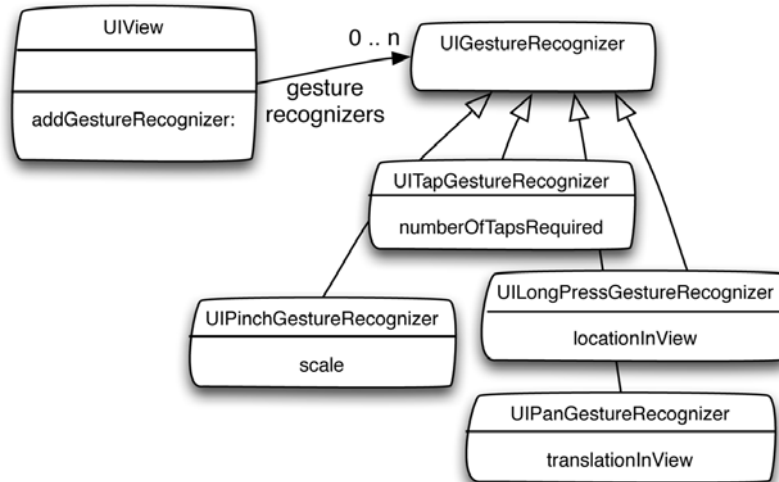 UIView
addGestureRecognizer:
0 .. n
gesture
recognizers
UIGestureRecognizer
UITapGestureRecognizer
numberOfTapsRequired
UIPinchGestureRecognizer
scale
UILongPressGestureRecognizer
locationInView
UIPanGestureRecognizer
translationInView